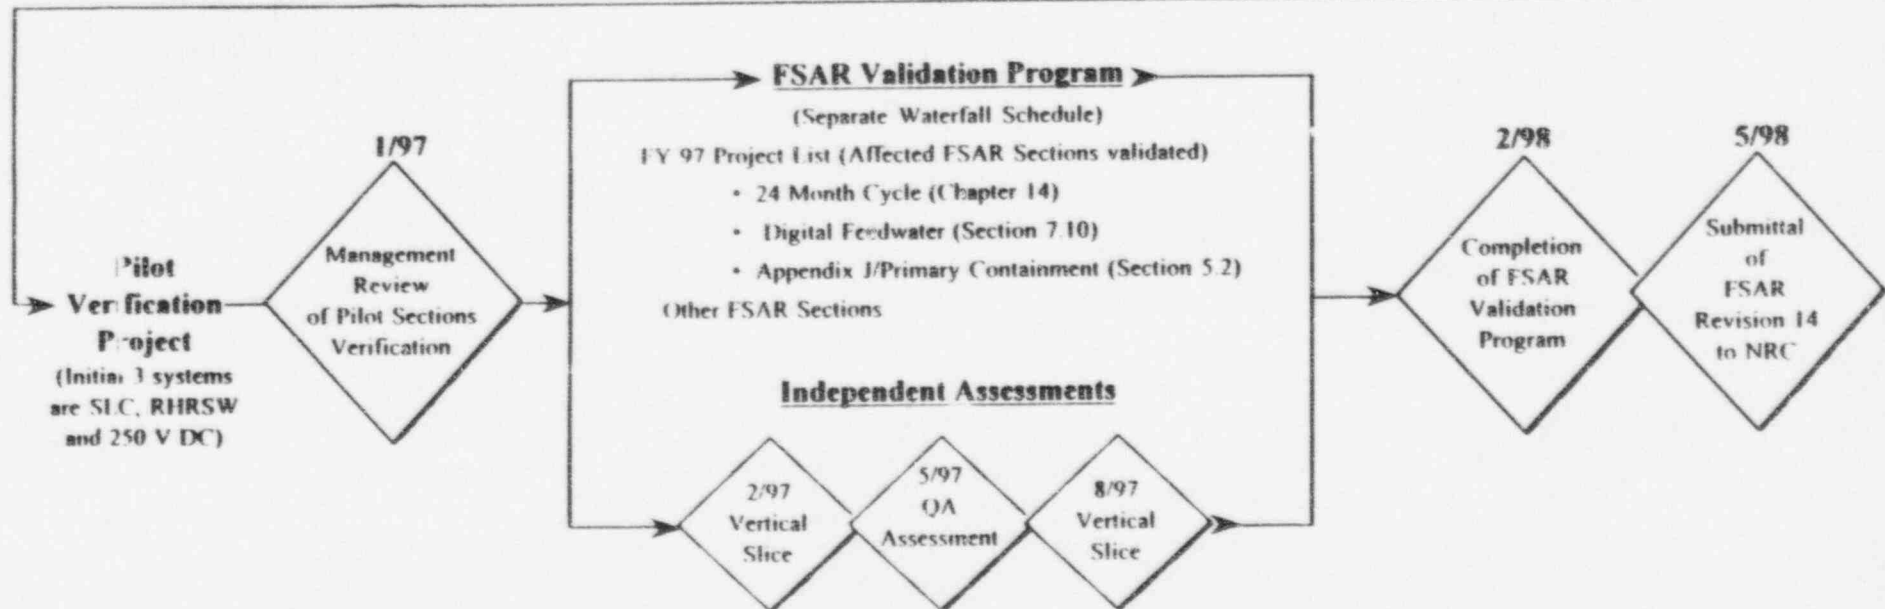 Pilot
Verification
Project
(Initial 3 systems
are SLC, RHRSW
and 250 V DC)
1/97
Management
Review
of Pilot Sections
Verification
FSAR Validation Program
(Separate Waterfall Schedule)
FY 97 Project List (Affected FSAR Sections validated)
• 24 Month Cycle (Chapter 14)
• Digital Feedwater (Section 7.10)
• Appendix J/Primary Containment (Section 5.2)
Other FSAR Sections
Independent Assessments
2/97
Vertical
Slice
5/97
QA
Assessment
8/97
Vertical
Slice
2/98
Completion
of FSAR
Validation
Program
5/98
Submittal
of
FSAR
Revision 14
to NRC